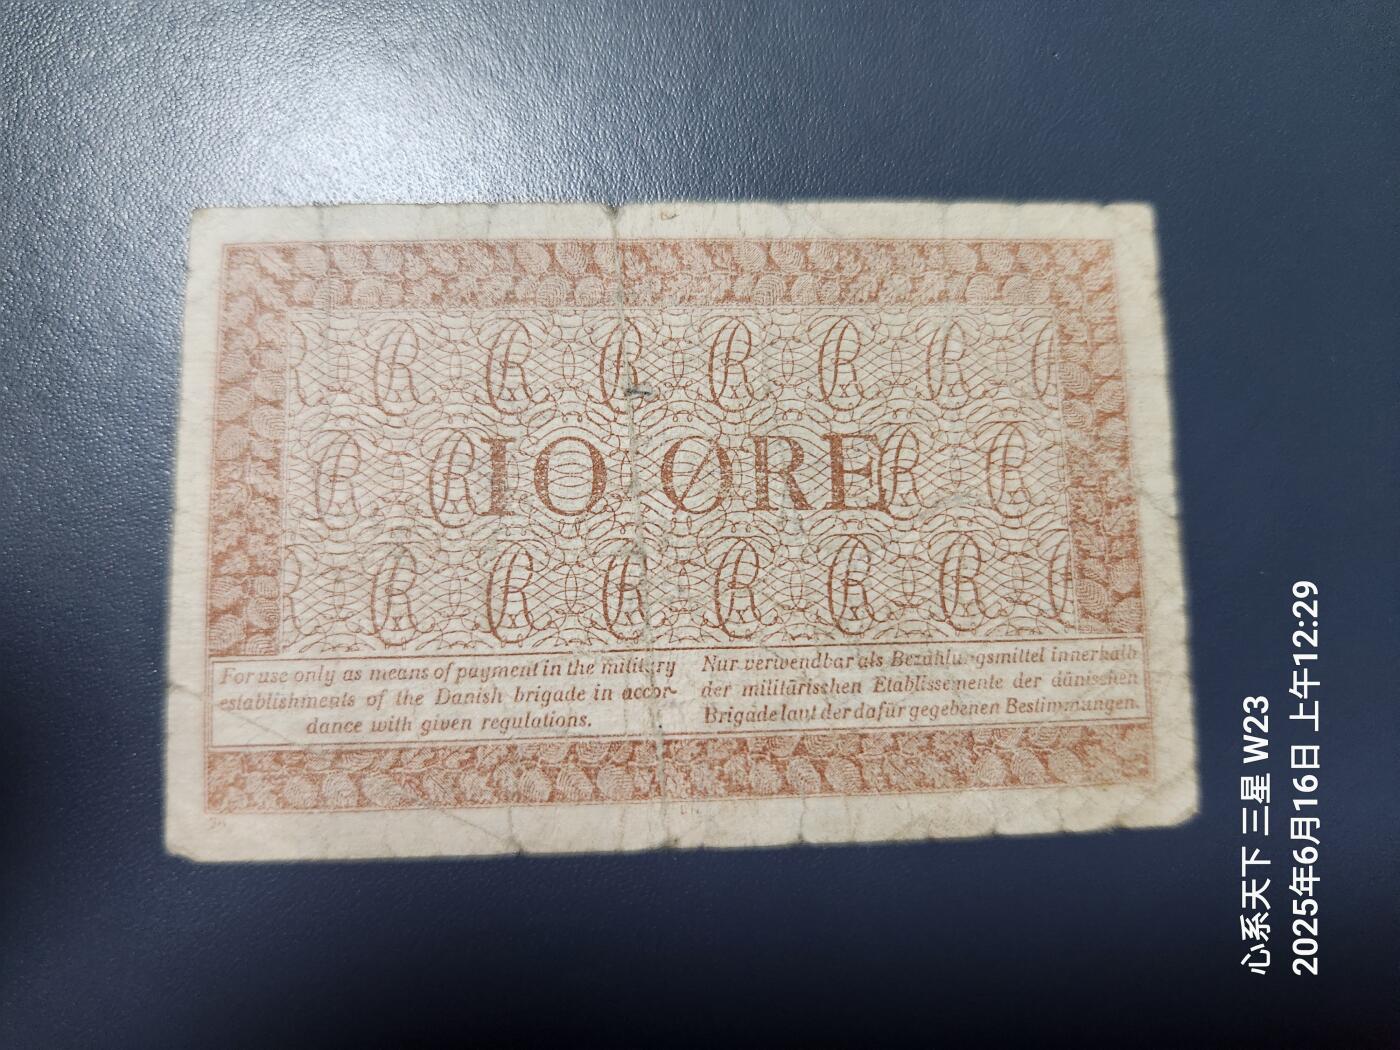 10 ØRE
For use only as means of payment in the military
establishments of the Danish brigade in accor-
dance with given regulations.
Nur verwendbar als Bezahlungsmittel innerhalb
der militärischen Etablissemente der dänischen
Brigade laut der dafür gegebenen Bestimmungen.
心系天下 三星 W23
2025年6月16日 上午12:29